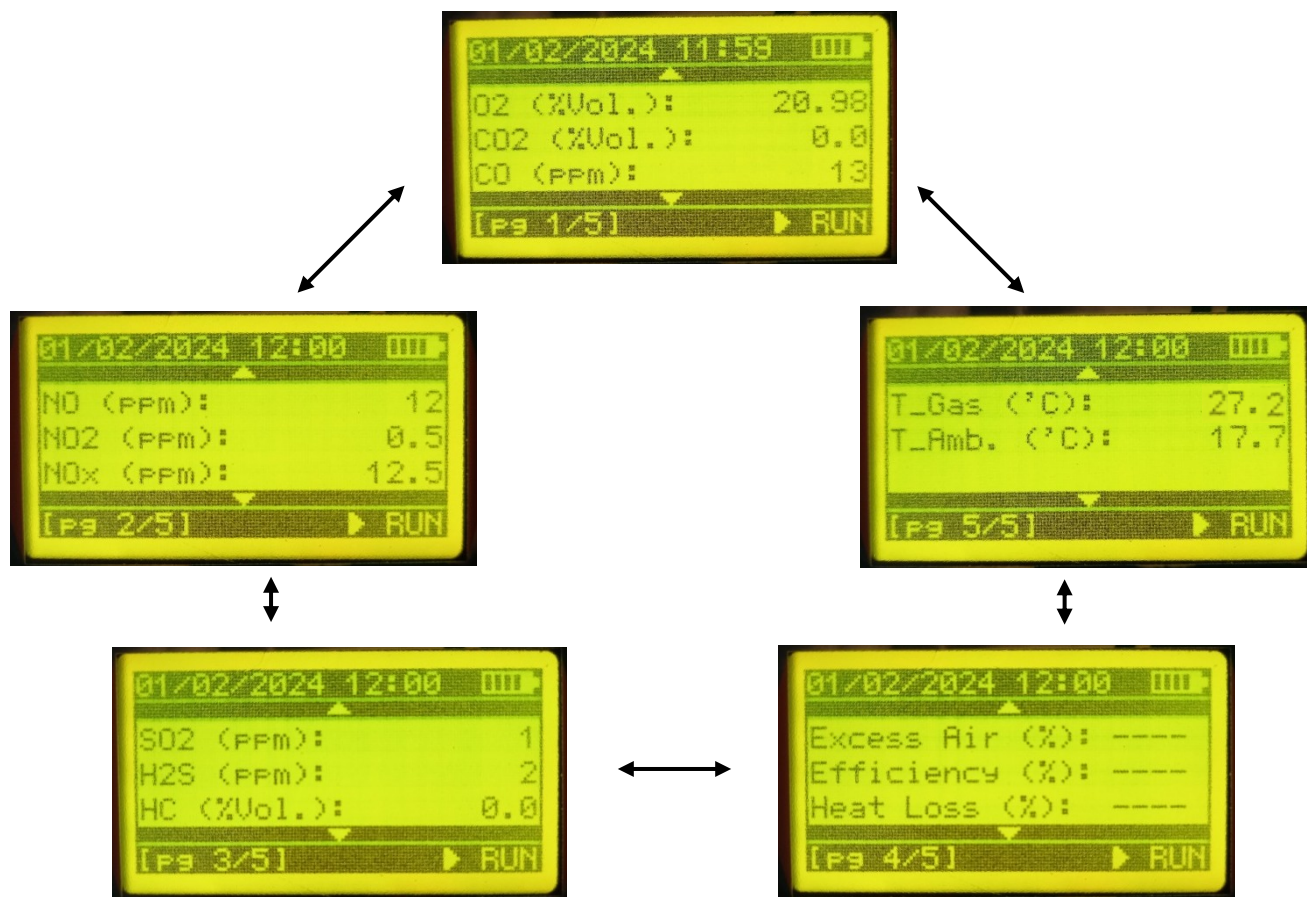 01/02/2024 11:59
O2 (%Vol.): 20.98
CO2 (%Vol.): 0.0
CO (ppm): 13
[pg 1/5] RUN
01/02/2024 12:00
NO (ppm): 12
NO2 (ppm): 0.5
NOx (ppm): 12.5
[pg 2/5] RUN
01/02/2024 12:00
T_Gas ('C): 27.2
T_Amb. ('C): 17.7
[pg 5/5] RUN
01/02/2024 12:00
SO2 (ppm): 1
H2S (ppm): 2
HC (%Vol.): 0.0
[pg 3/5] RUN
01/02/2024 12:00
Excess Air (%): ----
Efficiency (%): ----
Heat Loss (%): ----
[pg 4/5] RUN